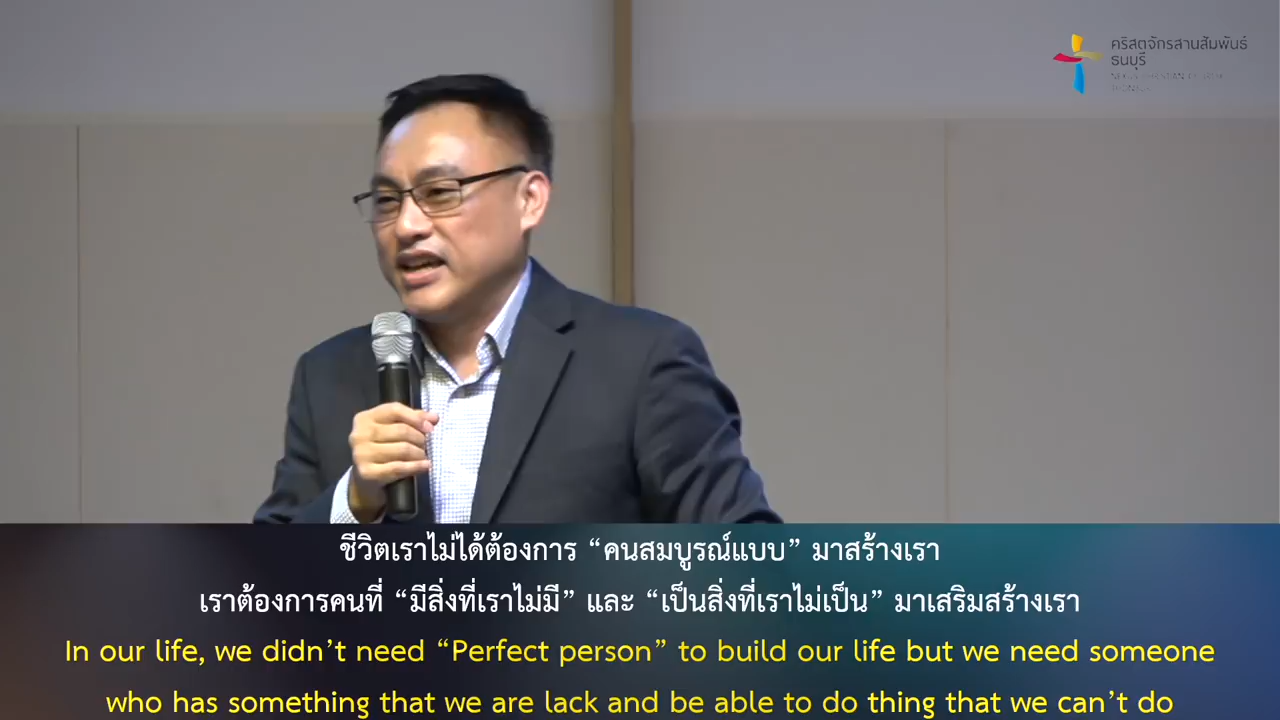 คริสตจักรสานสัมพันธ์
ธนบุรี
ชีวิตเราไม่ได้ต้องการ “คนสมบูรณ์แบบ” มาสร้างเรา
เราต้องการคนที่ “มีสิ่งที่เราไม่มี” และ “เป็นสิ่งที่เราไม่เป็น” มาเสริมสร้างเรา
In our life, we didn’t need “Perfect person” to build our life but we need someone
who has something that we are lack and be able to do thing that we can’t do